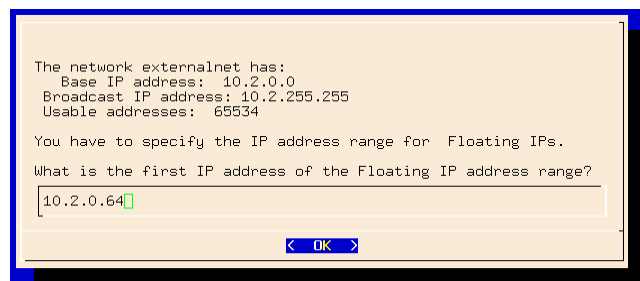 The network externalnet has:
Base IP address: 10.2.0.0
Broadcast IP address: 10.2.255.255
Usable addresses: 65534
You have to specify the IP address range for Floating IPs.
What is the first IP address of the Floating IP address range?
10.2.0.64
< OK >